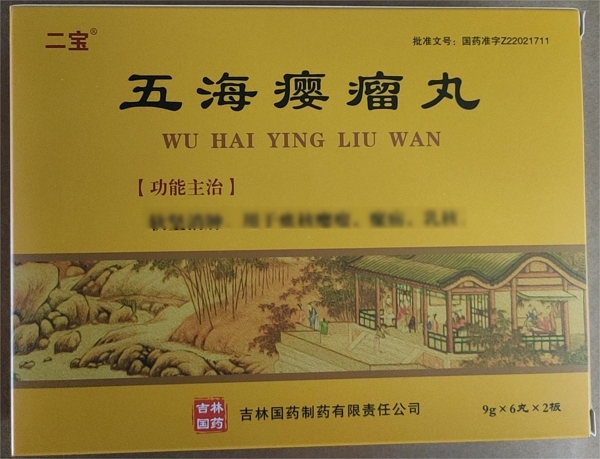 二宝®
批准文号：国药准字Z22021711
五海瘿瘤丸
WU HAI YING LIU WAN
【功能主治】
吉林国药
吉林国药制药有限责任公司
9g×6丸×2板